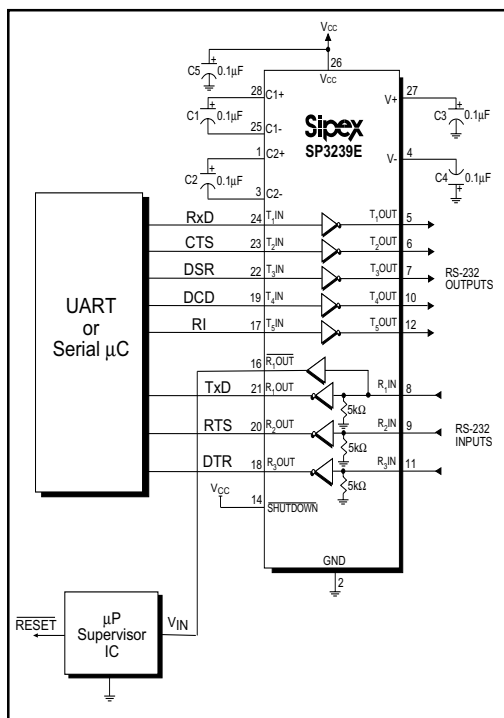 VCC
26
VCC
C5
+
0.1µF
28
C1+
C1
+
0.1µF
25
C1-
1
C2+
C2
+
0.1µF
3
C2-
Sipex
SP3239E
27
V+
C3
+
0.1µF
4
V-
C4
+
0.1µF
UART
or
Serial µC
RxD
24
T1IN
T1OUT
5
CTS
23
T2IN
T2OUT
6
DSR
22
T3IN
T3OUT
7
DCD
19
T4IN
T4OUT
10
RI
17
T5IN
T5OUT
12
RS-232
OUTPUTS
16
R1OUT
TxD
21
R1OUT
R1IN
8
5kΩ
RTS
20
R2OUT
R2IN
9
5kΩ
DTR
18
R3OUT
R3IN
11
5kΩ
RS-232
INPUTS
VCC
14
SHUTDOWN
GND
2
RESET
µP
Supervisor
IC
VIN